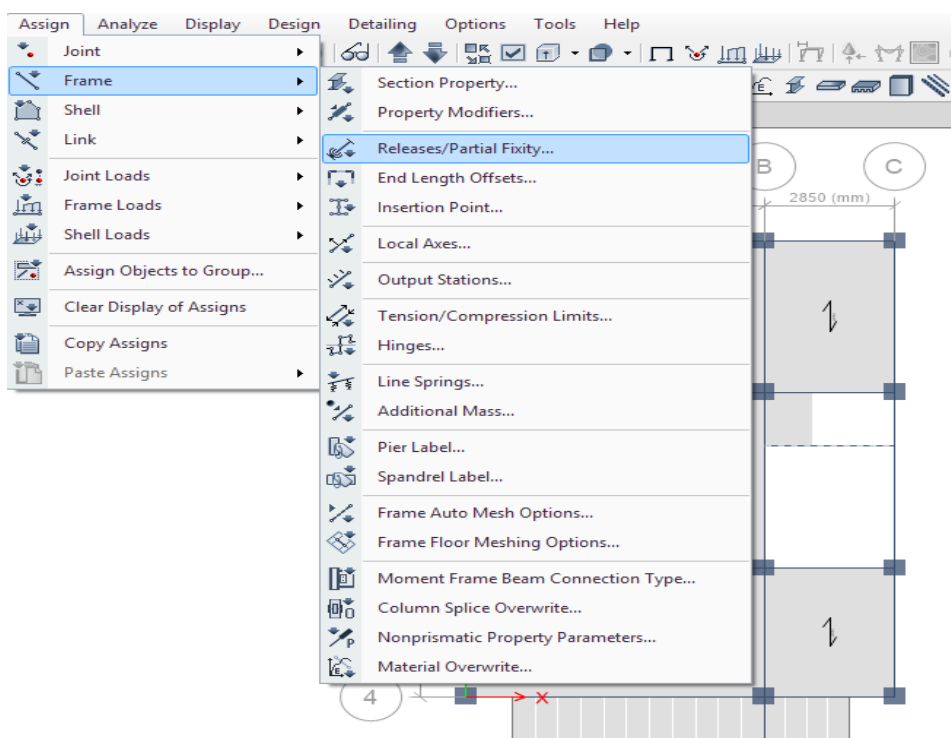 Assign Analyze Display Design Detailing Options Tools Help
Joint
Frame
Shell
Link
Joint Loads
Frame Loads
Shell Loads
Assign Objects to Group...
Clear Display of Assigns
Copy Assigns
Paste Assigns
Section Property...
Property Modifiers...
Releases/Partial Fixity...
End Length Offsets...
Insertion Point...
Local Axes...
Output Stations...
Tension/Compression Limits...
Hinges...
Line Springs...
Additional Mass...
Pier Label...
Spandrel Label...
Frame Auto Mesh Options...
Frame Floor Meshing Options...
Moment Frame Beam Connection Type...
Column Splice Overwrite...
Nonprismatic Property Parameters...
Material Overwrite...
B C
2850 (mm)
4
X